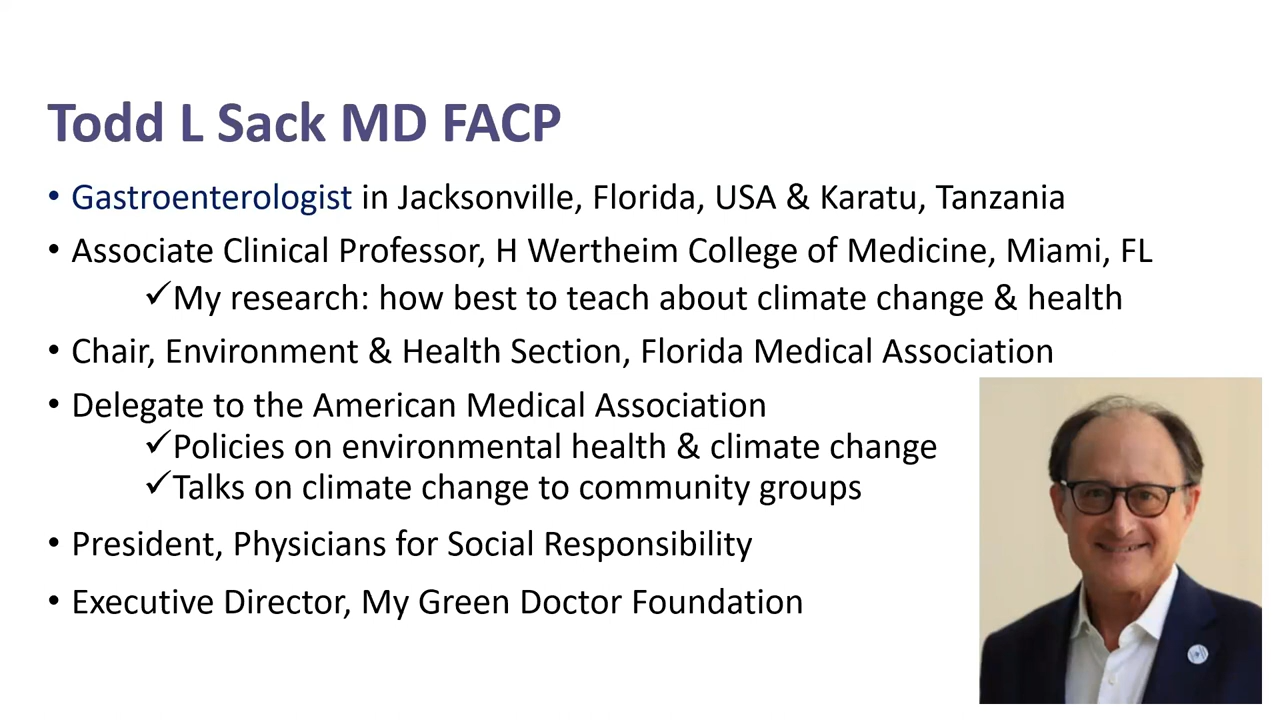 Todd L Sack MD FACP
• Gastroenterologist in Jacksonville, Florida, USA & Karatu, Tanzania
• Associate Clinical Professor, H Wertheim College of Medicine, Miami, FL
✓My research: how best to teach about climate change & health
• Chair, Environment & Health Section, Florida Medical Association
• Delegate to the American Medical Association
✓Policies on environmental health & climate change
✓Talks on climate change to community groups
• President, Physicians for Social Responsibility
• Executive Director, My Green Doctor Foundation